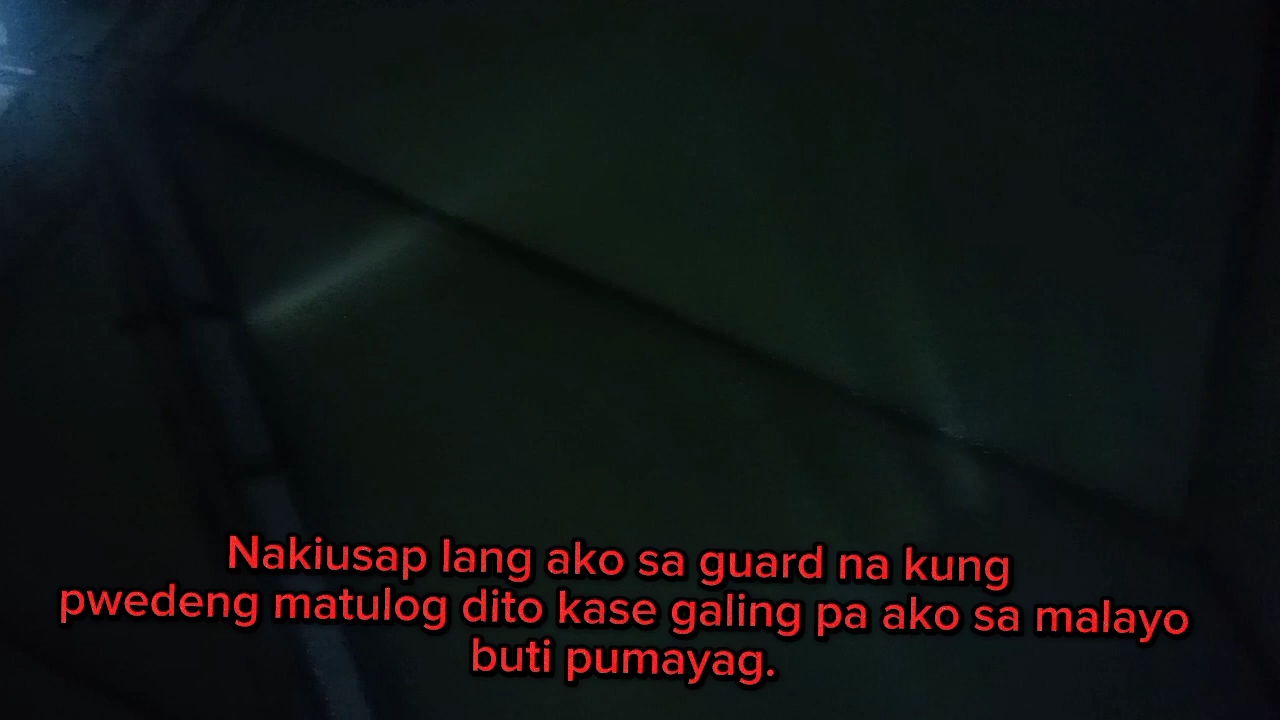 Nakiusap lang ako sa guard na kung
pwedeng matulog dito kase galing pa ako sa malayo
buti pumayag.